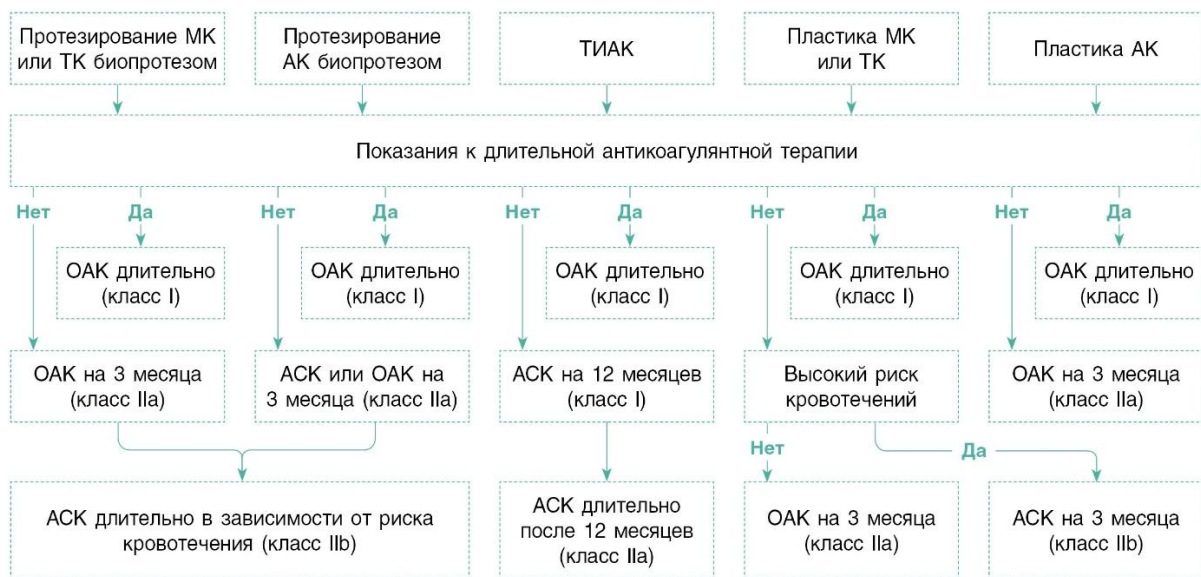 Протезирование МК
или ТК биопротезом
Протезирование
АК биопротезом
ТИАК
Пластика МК
или ТК
Пластика АК
Показания к длительной антикоагулянтной терапии
Нет
Да
Нет
Да
Нет
Да
Нет
Да
Нет
Да
ОАК длительно
(класс I)
ОАК длительно
(класс I)
ОАК длительно
(класс I)
ОАК длительно
(класс I)
ОАК длительно
(класс I)
ОАК на 3 месяца
(класс IIa)
АСК или ОАК на
3 месяца (класс IIa)
АСК на 12 месяцев
(класс I)
Высокий риск
кровотечений
ОАК на 3 месяца
(класс IIa)
Нет
Да
АСК длительно в зависимости от риска
кровотечения (класс IIb)
АСК длительно
после 12 месяцев
(класс IIa)
ОАК на 3 месяца
(класс IIa)
АСК на 3 месяца
(класс IIb)